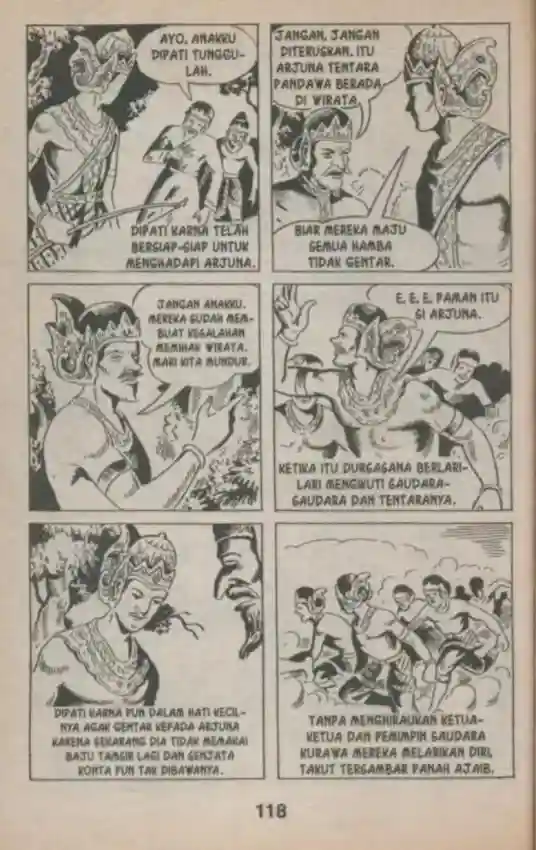 AYO, ANAKKU
DIPATI TUNGGU-
LAH.
DIPATI KARNA TELAH
BERSIAP-SIAP UNTUK
MENGHADAPI ARJUNA.
JANGAN, JANGAN
DITERUSKAN. ITU
ARJUNA TENTARA
PANDAWA BERADA
DI WIRATA.
BIAR MEREKA MAJU
SEMUA HAMBA
TIDAK GENTAR.
JANGAN ANAKKU.
MEREKA SUDAH MEM-
BUAT KESALAHAN
MEMIHAK WIRATA.
MARI KITA MUNDUR.
E, E, E, PAMAN ITU
SI ARJUNA.
KETIKA ITU DURSASANA BERLARI-
LARI MENGIKUTI SAUDARA-
SAUDARA DAN TENTARANYA.
DIPATI KARNA PUN DALAM HATI KECIL-
NYA AGAK GENTAR KEPADA ARJUNA
KARENA SEKARANG DIA TIDAK MEMAKAI
BAJU TAMSIR LAGI DAN SENJATA
KONTA PUN TAK DIBAWANYA.
TANPA MENGHIRAUKAN KETUA-
KETUA DAN PEMIMPIN SAUDARA
KURAWA MEREKA MELARIKAN DIRI,
TAKUT TERSAMBAR PANAH AJAIB.
118